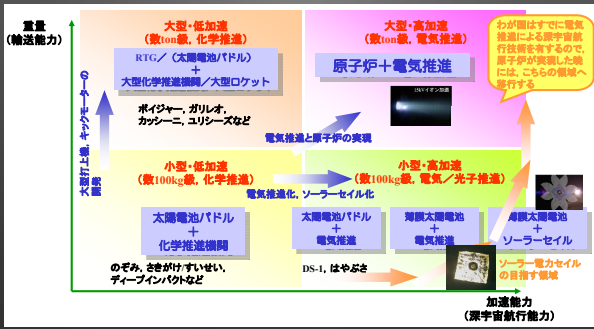 重量
(輸送能力)
大型打上機, キックモーターの
開発
大型・低加速
(数ton級, 化学推進)
RTG／（太陽電池パドル）
＋
大型化学推進機関／大型ロケット
ボイジャー, ガリレオ,
カッシーニ, ユリシーズなど
大型・高加速
(数ton級, 電気推進)
原子炉＋電気推進
15kVイオン加速
わが国はすでに電気
推進による深宇宙航
行技術を有するので,
原子炉が実現した暁
には, こちらの領域へ
移行する
電気推進と原子炉の実現
小型・低加速
(数100kg級, 化学推進)
電気推進化, ソーラーセイル化
太陽電池パドル
＋
化学推進機関
のぞみ, さきがけ/すいせい,
ディープインパクトなど
小型・高加速
(数100kg級, 電気／光子推進)
太陽電池パドル
＋
電気推進
薄膜太陽電池
＋
電気推進
薄膜太陽電池
＋
ソーラーセイル
DS-1, はやぶさ
ソーラー電力セイル
の目指す領域
加速能力
(深宇宙航行能力)